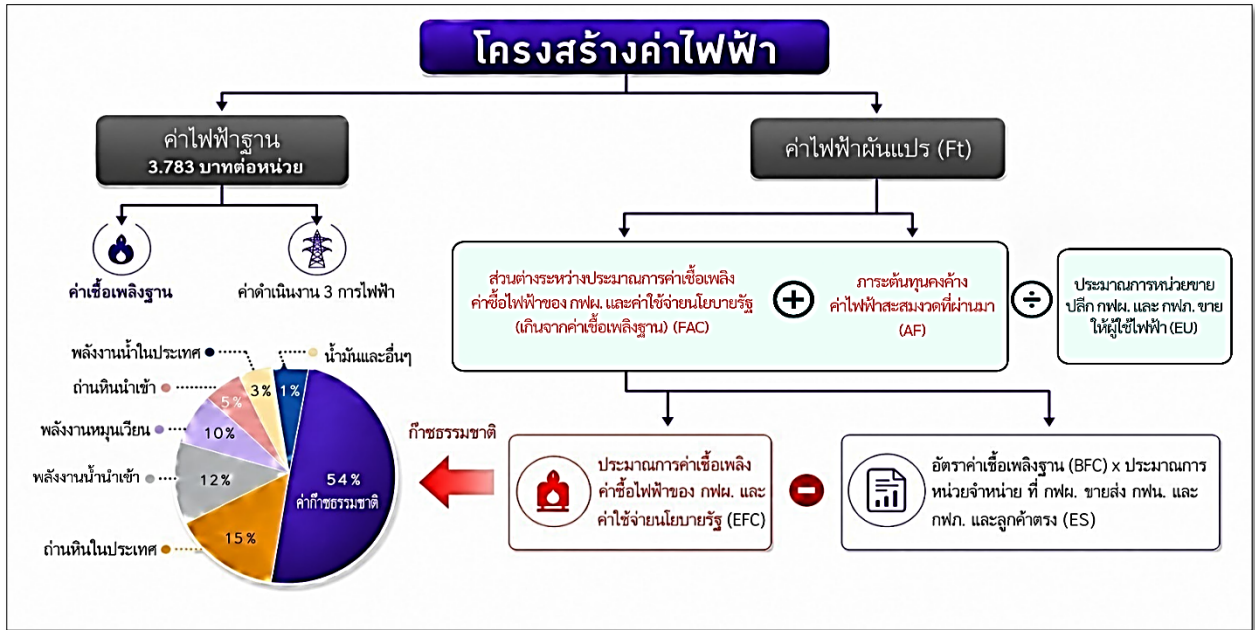 โครงสร้างค่าไฟฟ้า
ค่าไฟฟ้าฐาน
3.783 บาทต่อหน่วย
ค่าไฟฟ้าผันแปร (Ft)
ค่าเชื้อเพลิงฐาน
ค่าดำเนินงาน 3 การไฟฟ้า
ส่วนต่างระหว่างประมาณการค่าเชื้อเพลิง
ค่าซื้อไฟฟ้าของ กฟผ. และค่าใช้จ่ายนโยบายรัฐ
(เกินจากค่าเชื้อเพลิงฐาน) (FAC)
+
ภาระต้นทุนคงค้าง
ค่าไฟฟ้าสะสมงวดที่ผ่านมา
(AF)
÷
ประมาณการหน่วยขาย
ปลีก กฟผ. และ กฟภ. ขาย
ให้ผู้ใช้ไฟฟ้า (EU)
พลังงานน้ำในประเทศ
น้ำมันและอื่นๆ
ถ่านหินนำเข้า
พลังงานหมุนเวียน
พลังงานน้ำนำเข้า
ถ่านหินในประเทศ
3%
1%
5%
10%
12%
15%
54%
ค่าก๊าซธรรมชาติ
ก๊าซธรรมชาติ
ประมาณการค่าเชื้อเพลิง
ค่าซื้อไฟฟ้าของ กฟผ. และ
ค่าใช้จ่ายนโยบายรัฐ (EFC)
-
อัตราค่าเชื้อเพลิงฐาน (BFC) x ประมาณการ
หน่วยจำหน่าย ที่ กฟผ. ขายส่ง กฟน. และ
กฟภ. และลูกค้าตรง (ES)